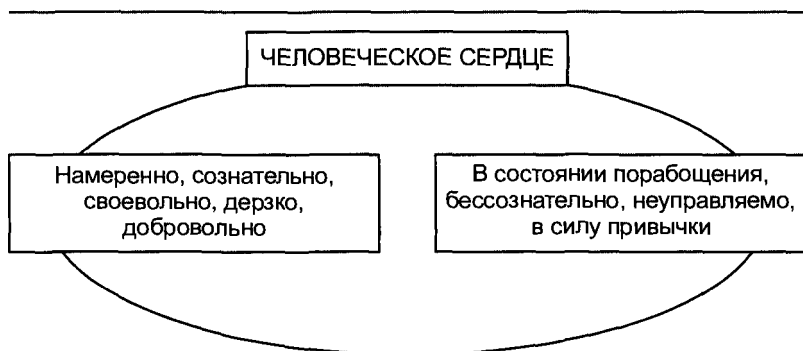 ЧЕЛОВЕЧЕСКОЕ СЕРДЦЕ
Намеренно, сознательно,
своевольно, дерзко,
добровольно
В состоянии порабощения,
бессознательно, неуправляемо,
в силу привычки